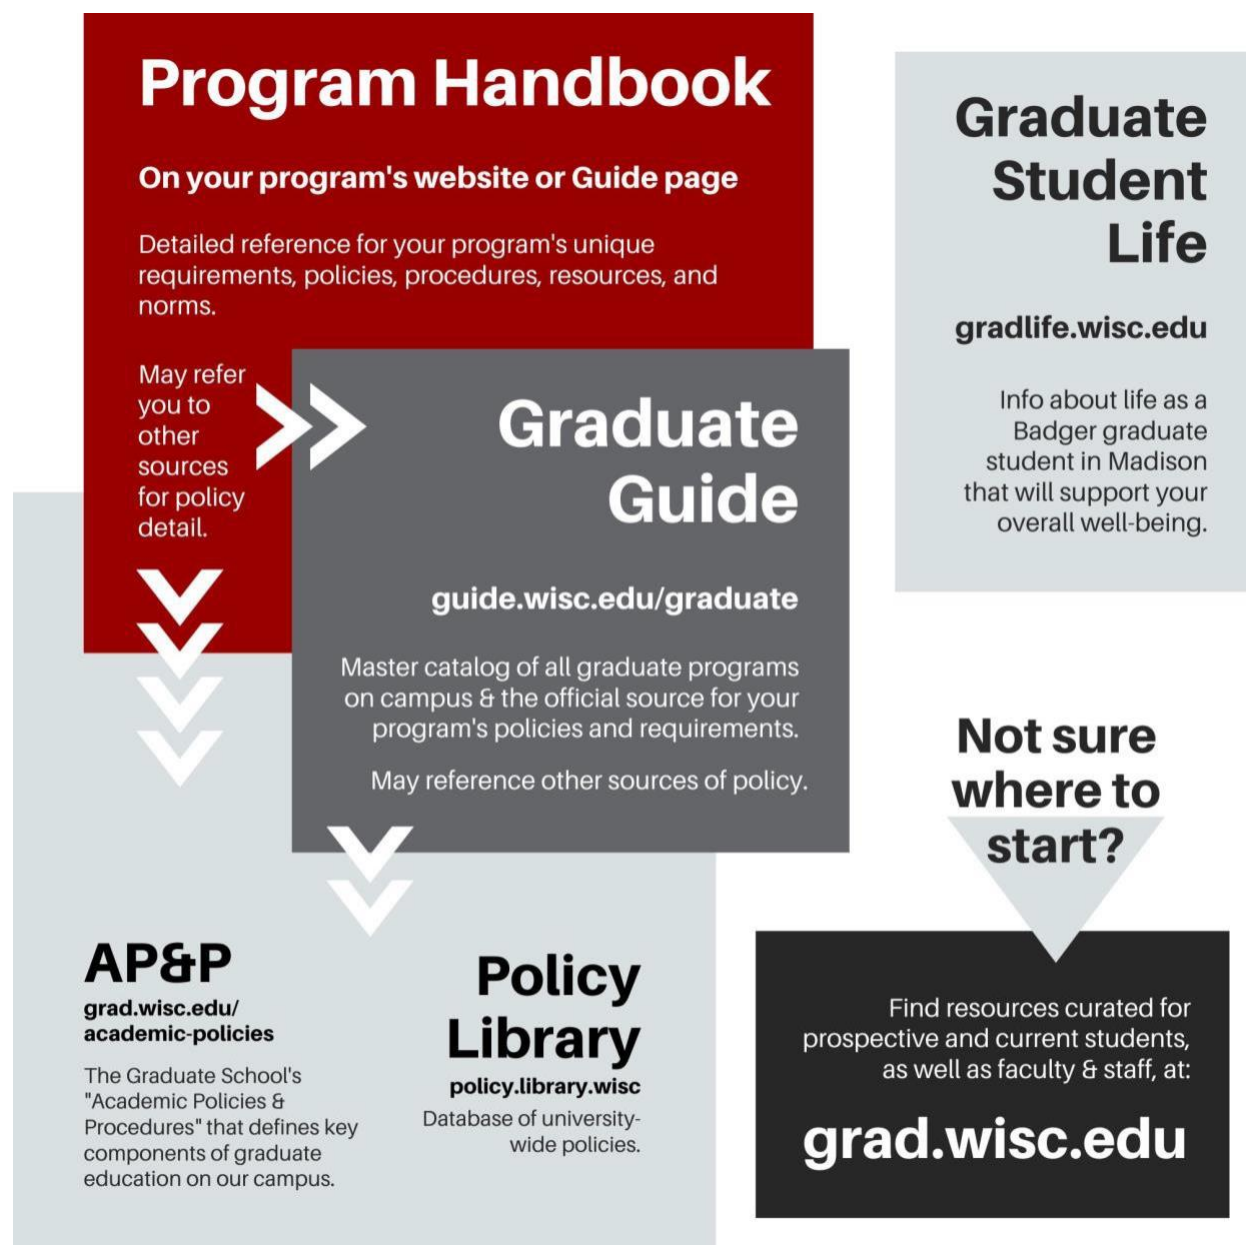 Program Handbook
On your program's website or Guide page
Detailed reference for your program's unique
requirements, policies, procedures, resources, and
norms.
May refer
you to
other
sources
for policy
detail.
Graduate
Guide
guide.wisc.edu/graduate
Master catalog of all graduate programs
on campus & the official source for your
program's policies and requirements.
May reference other sources of policy.
AP&P
grad.wisc.edu/
academic-policies
The Graduate School's
"Academic Policies &
Procedures" that defines key
components of graduate
education on our campus.
Policy
Library
policy.library.wisc
Database of university-
wide policies.
Graduate
Student
Life
gradlife.wisc.edu
Info about life as a
Badger graduate
student in Madison
that will support your
overall well-being.
Not sure
where to
start?
Find resources curated for
prospective and current students,
as well as faculty & staff, at:
grad.wisc.edu